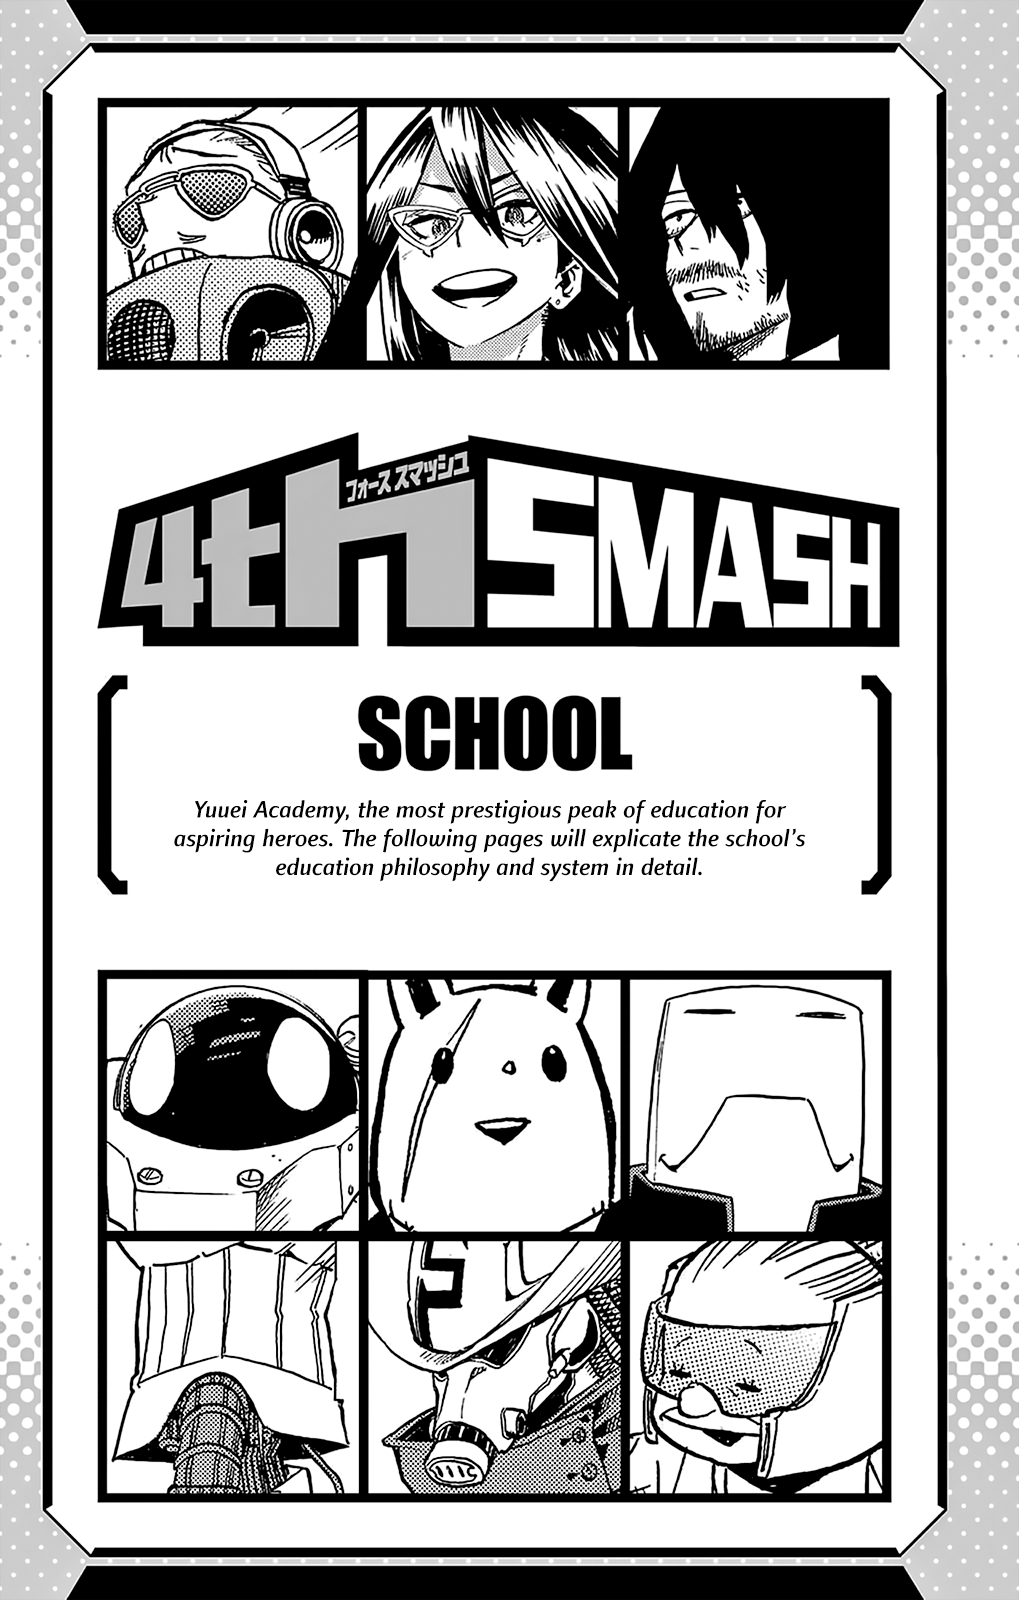 4th SMASH
フォース スマッシュ
SCHOOL
Yuuei Academy, the most prestigious peak of education for
aspiring heroes. The following pages will explicate the school's
education philosophy and system in detail.